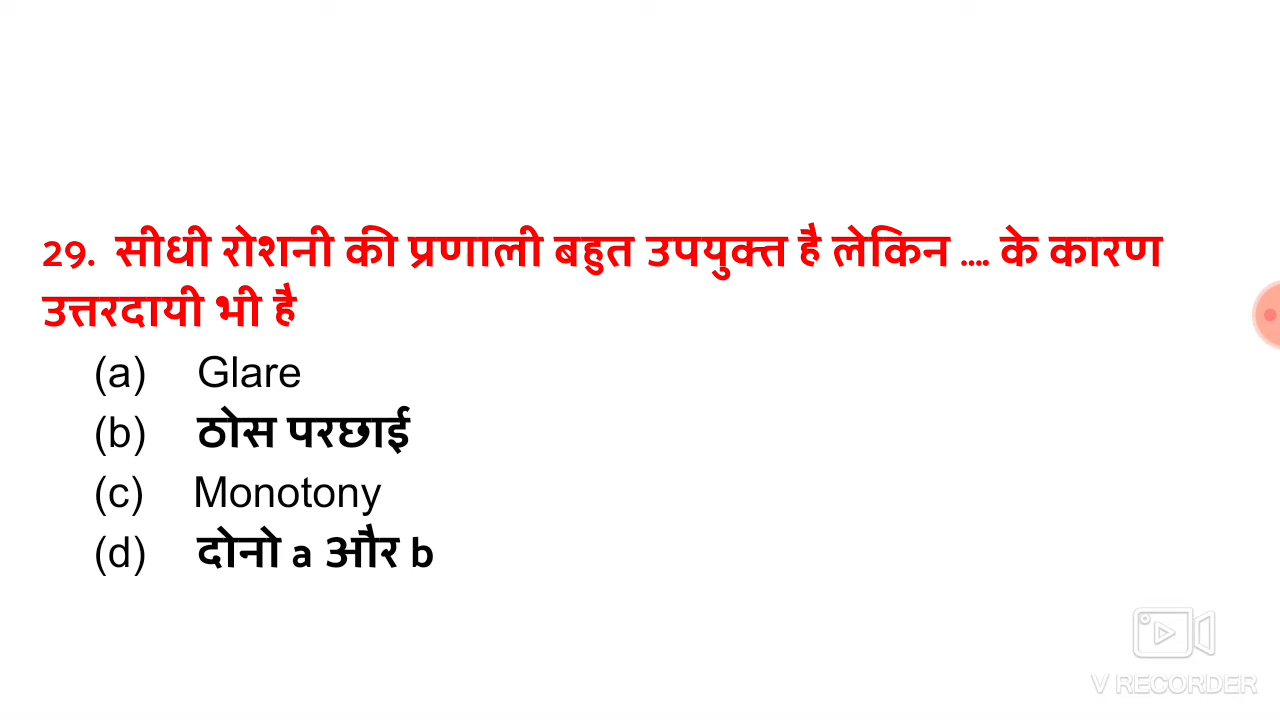 29. सीधी रोशनी की प्रणाली बहुत उपयुक्त है लेकिन .... के कारण
उत्तरदायी भी है
(a) Glare
(b) ठोस परछाई
(c) Monotony
(d) दोनो a और b
V RECORDER